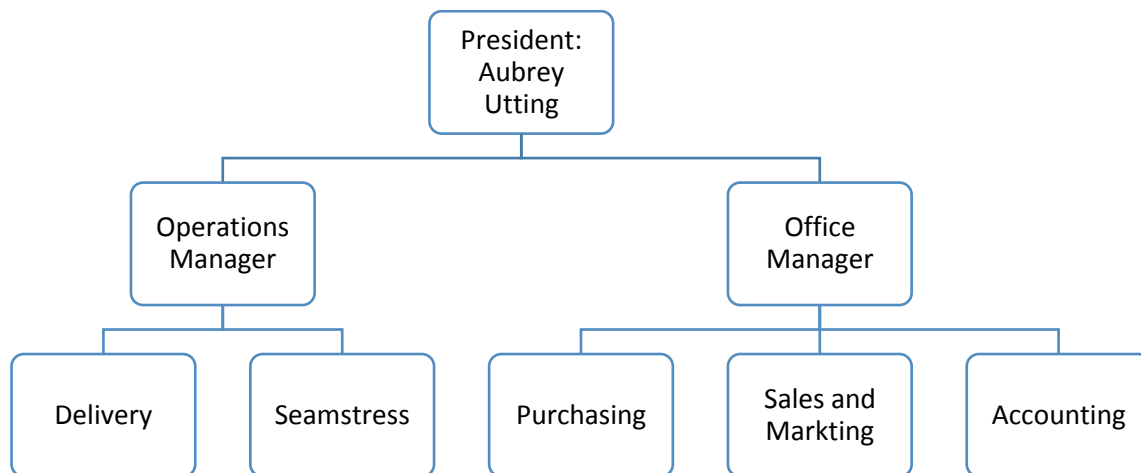 President:
Aubrey
Utting
Operations
Manager
Office
Manager
Delivery
Seamstress
Purchasing
Sales and
Markting
Accounting